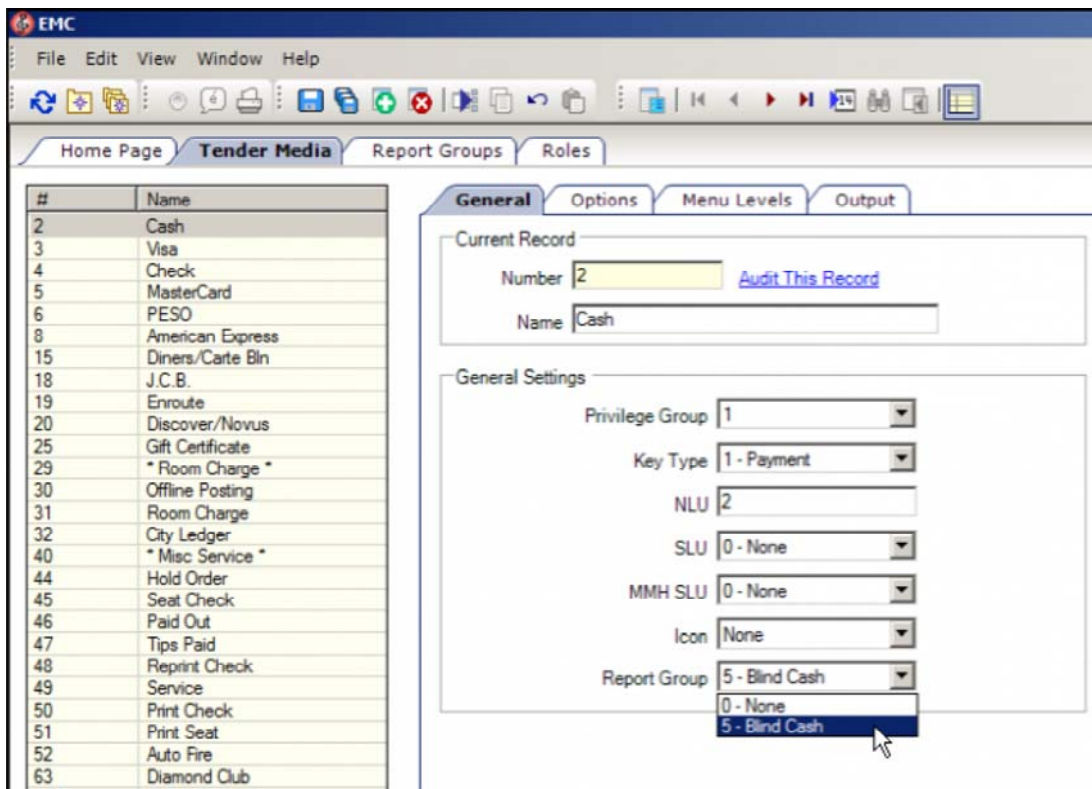 EMC
File Edit View Window Help
Home Page Tender Media Report Groups Roles
# Name
2 Cash
3 Visa
4 Check
5 MasterCard
6 PESO
8 American Express
15 Diners/Carte Bln
18 J.C.B.
19 Enroute
20 Discover/Novus
25 Gift Certificate
29 * Room Charge *
30 Offline Posting
31 Room Charge
32 City Ledger
40 * Misc Service *
44 Hold Order
45 Seat Check
46 Paid Out
47 Tips Paid
48 Reprint Check
49 Service
50 Print Check
51 Print Seat
52 Auto Fire
63 Diamond Club
General Options Menu Levels Output
Current Record
Number 2 Audit This Record
Name Cash
General Settings
Privilege Group 1
Key Type 1 - Payment
NLU 2
SLU 0 - None
MMH SLU 0 - None
Icon None
Report Group 5 - Blind Cash
0 - None
5 - Blind Cash